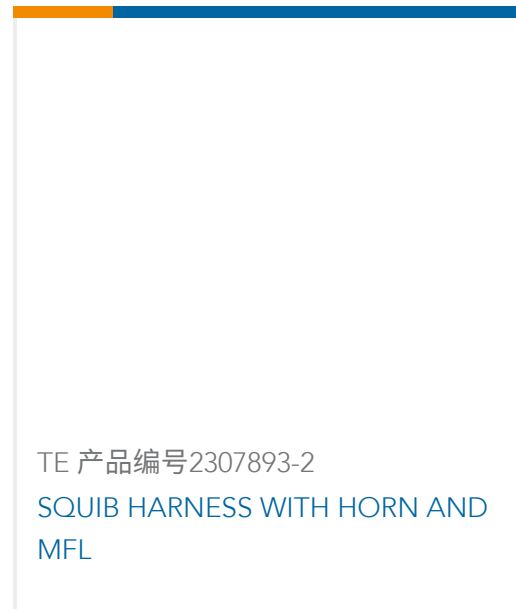 TE 产品编号2307893-2
SQUIB HARNESS WITH HORN AND
MFL